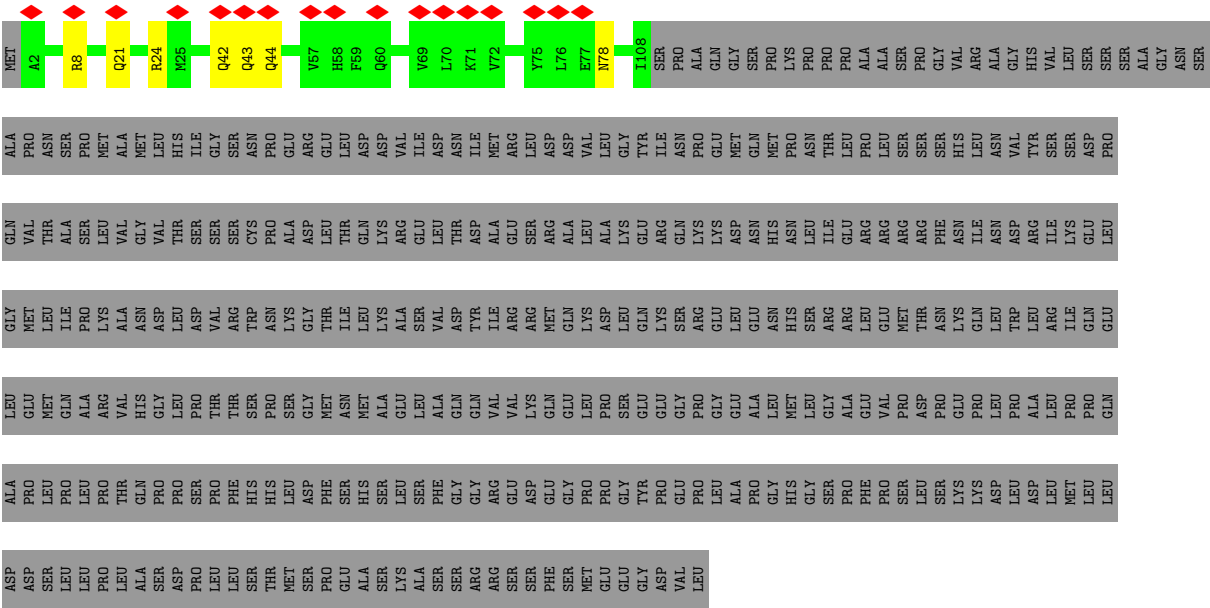 MET A2 R8 Q21 R24 M25 Q42 Q43 Q44 V57 H58 F59 Q60 V69 L70 K71 V72 Y75 L76 E77 N78 I108 SER PRO ALA GLN GLY SER PRO LYS PRO PRO PRO ALA ALA SER PRO GLY VAL ARG ALA GLY HIS VAL LEU SER SER SER ALA GLY ASN SER
ALA PRO ASN SER PRO MET ALA MET LEU HIS ILE GLY SER ASN PRO GLU ARG GLU LEU ASP ASP VAL ILE ASP ASN ILE MET ARG LEU ASP ASP VAL LEU GLY TYR ILE ASN PRO GLU MET GLN MET PRO ASN THR LEU PRO LEU SER SER SER HIS LEU ASN VAL TYR SER SER ASP PRO
GLN VAL THR ALA SER LEU VAL GLY VAL THR SER SER SER CYS PRO ALA ASP LEU THR GLN LYS ARG GLU LEU THR ASP ALA GLU SER ARG ALA LEU ALA LYS GLU ARG GLN LYS LYS ASP ASN HIS ASN LEU ILE GLU ARG ARG ARG ARG PHE ASN ILE ASN ASP ARG ILE LYS GLU LEU
GLY MET LEU ILE PRO LYS ALA ASN ASP LEU ASP VAL ARG TRP ASN LYS GLY THR ILE LEU LYS ALA SER VAL ASP TYR ILE ARG ARG MET GLN LYS ASP LEU GLN LYS SER ARG GLU LEU GLU ASN HIS SER ARG ARG LEU GLU MET THR ASN LYS GLN LEU TRP LEU ARG ILE GLN GLU
LEU GLU MET GLN ALA ARG VAL HIS GLY LEU PRO THR THR SER PRO SER GLY MET ASN MET ALA GLU LEU ALA GLN GLN VAL VAL LYS GLN GLU LEU PRO SER GLU GLU GLY PRO GLY GLU ALA LEU MET LEU GLY ALA GLU VAL PRO ASP PRO GLU PRO LEU PRO ALA LEU PRO PRO GLN
ALA PRO LEU PRO LEU PRO THR GLN PRO PRO SER PRO PHE HIS HIS LEU ASP PHE SER HIS SER LEU SER PHE GLY GLY ARG GLU ASP GLU GLY PRO PRO GLY TYR PRO GLU PRO LEU ALA PRO GLY HIS GLY SER PRO PHE PRO SER LEU SER LYS LYS ASP LEU ASP LEU MET LEU LEU
ASP ASP SER LEU LEU PRO LEU ALA SER ASP PRO LEU LEU SER THR MET SER PRO GLU ALA SER LYS ALA SER SER ARG ARG SER SER PHE SER MET GLU GLU GLY ASP VAL LEU